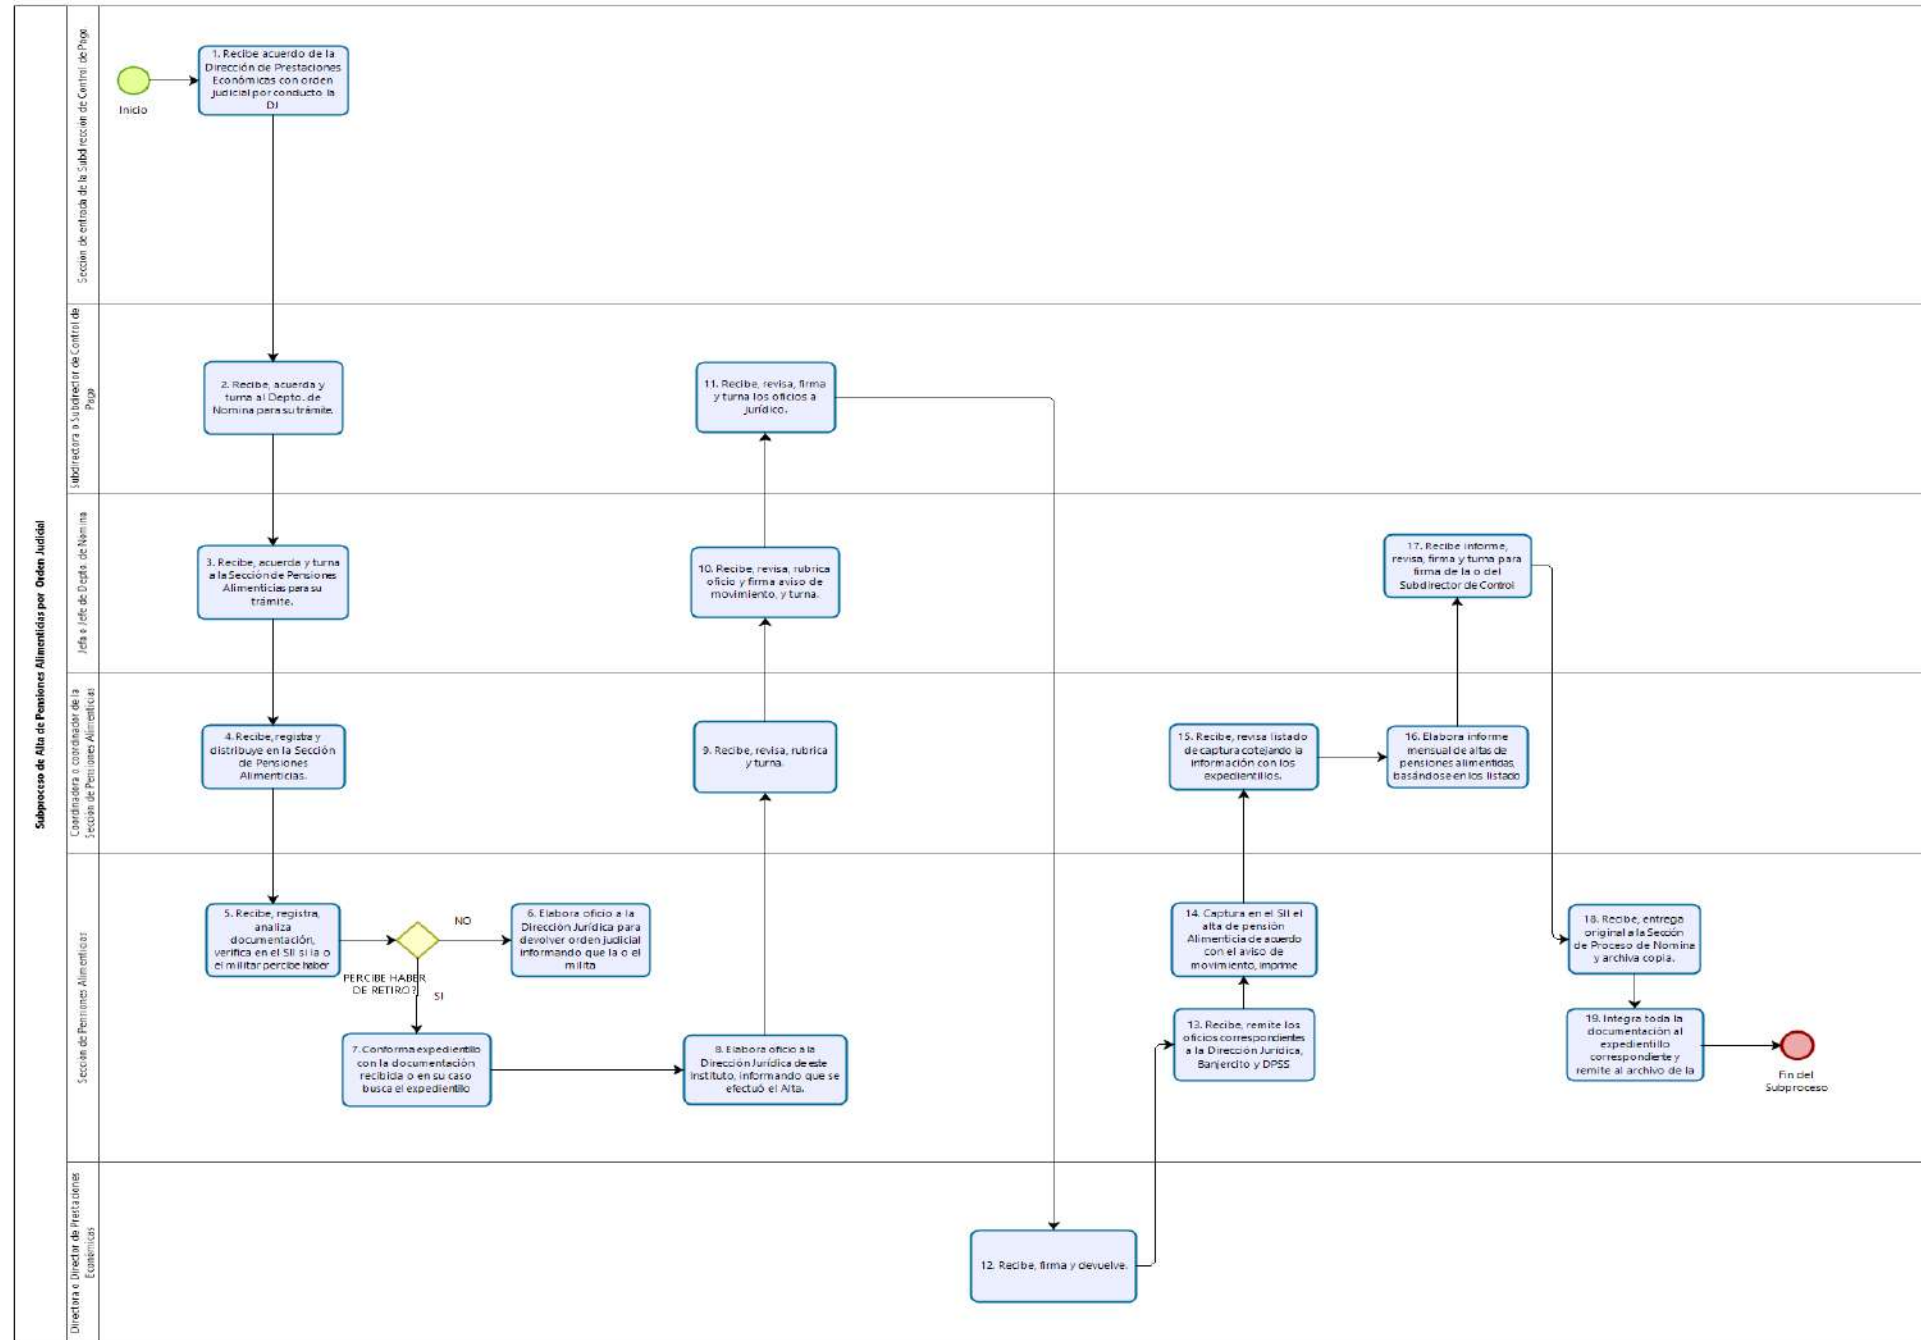 Subproceso de Alta de Pensiones Alimenticias por Orden Judicial
Sección de entrada de la Subdirección de Control de Pago.
Inicio
1. Recibe acuerdo de la
Dirección de Prestaciones
Económicas con orden
judicial por conducto la
DJ
Subdirectora o Subdirector de Control de
Pago
2. Recibe, acuerda y
turna al Depto. de
Nomina para su trámite.
11. Recibe, revisa, firma
y turna los oficios a
Jurídico.
Jefa o Jefe de Depto. de Nomina
3. Recibe, acuerda y turna
a la Sección de Pensiones
Alimenticias para su
trámite.
10. Recibe, revisa, rubrica
oficio y firma aviso de
movimiento, y turna.
17. Recibe informe,
revisa, firma y turna para
firma de la o del
Subdirector de Control
Coordinadora o coordinador de la
Sección de Pensiones Alimenticias
4. Recibe, registra y
distribuye en la Sección
de Pensiones
Alimenticias.
9. Recibe, revisa, rubrica
y turna.
15. Recibe, revisa listado
de captura cotejando la
información con los
expedientillos.
16. Elabora informe
mensual de altas de
pensiones alimenticias,
basándose en los listado
Sección de Pensiones Alimenticias
5. Recibe, registra,
analiza
documentación,
verifica en el SII si la o
el militar percibe haber
PERCIBE HABER
DE RETIRO?
NO
SI
6. Elabora oficio a la
Dirección Jurídica para
devolver orden judicial
informando que la o el
milita
7. Conforma expedientillo
con la documentación
recibida o en su caso
busca el expedientillo
8. Elabora oficio a la
Dirección Jurídica de este
Instituto, informando que se
efectuó el Alta.
14. Captura en el SII el
alta de pensión
Alimenticia de acuerdo
con el aviso de
movimiento, imprime
13. Recibe, remite los
oficios correspondientes
a la Dirección Jurídica,
Banjercito y DPSS
18. Recibe, entrega
original a la Sección
de Proceso de Nomina
y archiva copia.
19. Integra toda la
documentación al
expedientillo
correspondiente y
remite al archivo de la
Fin del
Subproceso
Directora o Director de Prestaciones
Económicas
12. Recibe, firma y devuelve.